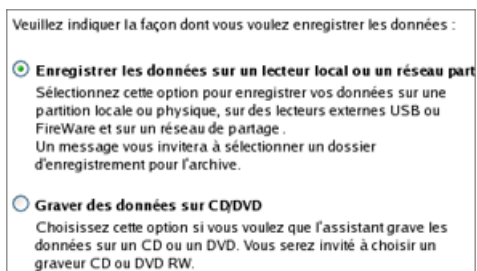 Veuillez indiquer la façon dont vous voulez enregistrer les données :
Enregistrer les données sur un lecteur local ou un réseau part
Sélectionnez cette option pour enregistrer vos données sur une
partition locale ou physique, sur des lecteurs externes USB ou
FireWare et sur un réseau de partage .
Un message vous invitera à sélectionner un dossier
d'enregistrement pour l'archive.
Graver des données sur CD/DVD
Choisissez cette option si vous voulez que l'assistant grave les
données sur un CD ou un DVD. Vous serez invité à choisir un
graveur CD ou DVD RW.